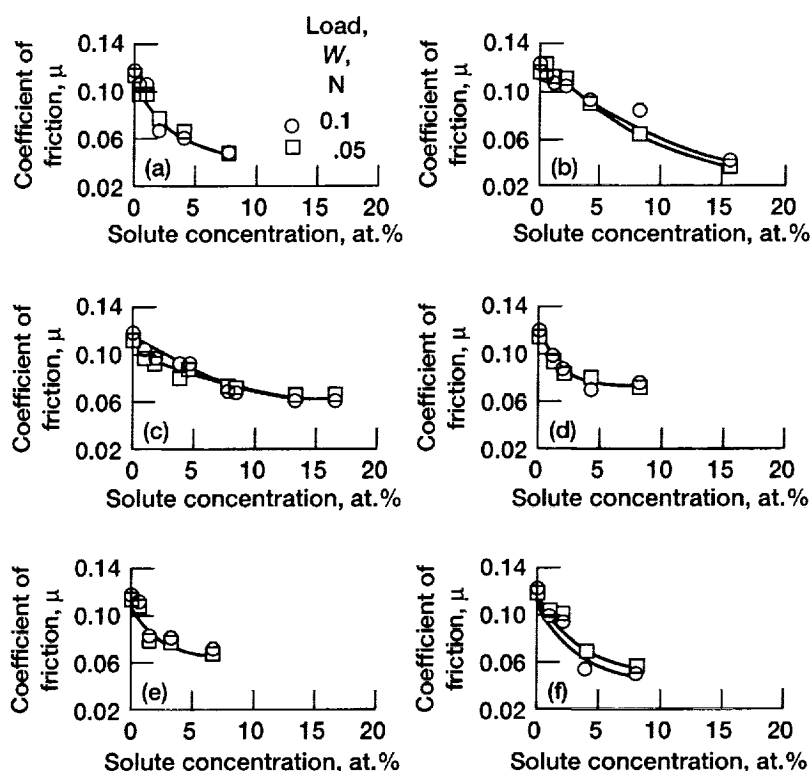 Load,
W,
N
0.1
.05
Coefficient of
friction, μ
0.14
0.10
0.06
0.02
(a)
0 5 10 15 20
Solute concentration, at.%
Coefficient of
friction, μ
0.14
0.10
0.06
0.02
(b)
0 5 10 15 20
Solute concentration, at.%
Coefficient of
friction, μ
0.14
0.10
0.06
0.02
(c)
0 5 10 15 20
Solute concentration, at.%
Coefficient of
friction, μ
0.14
0.10
0.06
0.02
(d)
0 5 10 15 20
Solute concentration, at.%
Coefficient of
friction, μ
0.14
0.10
0.06
0.02
(e)
0 5 10 15 20
Solute concentration, at.%
Coefficient of
friction, μ
0.14
0.10
0.06
0.02
(f)
0 5 10 15 20
Solute concentration, at.%